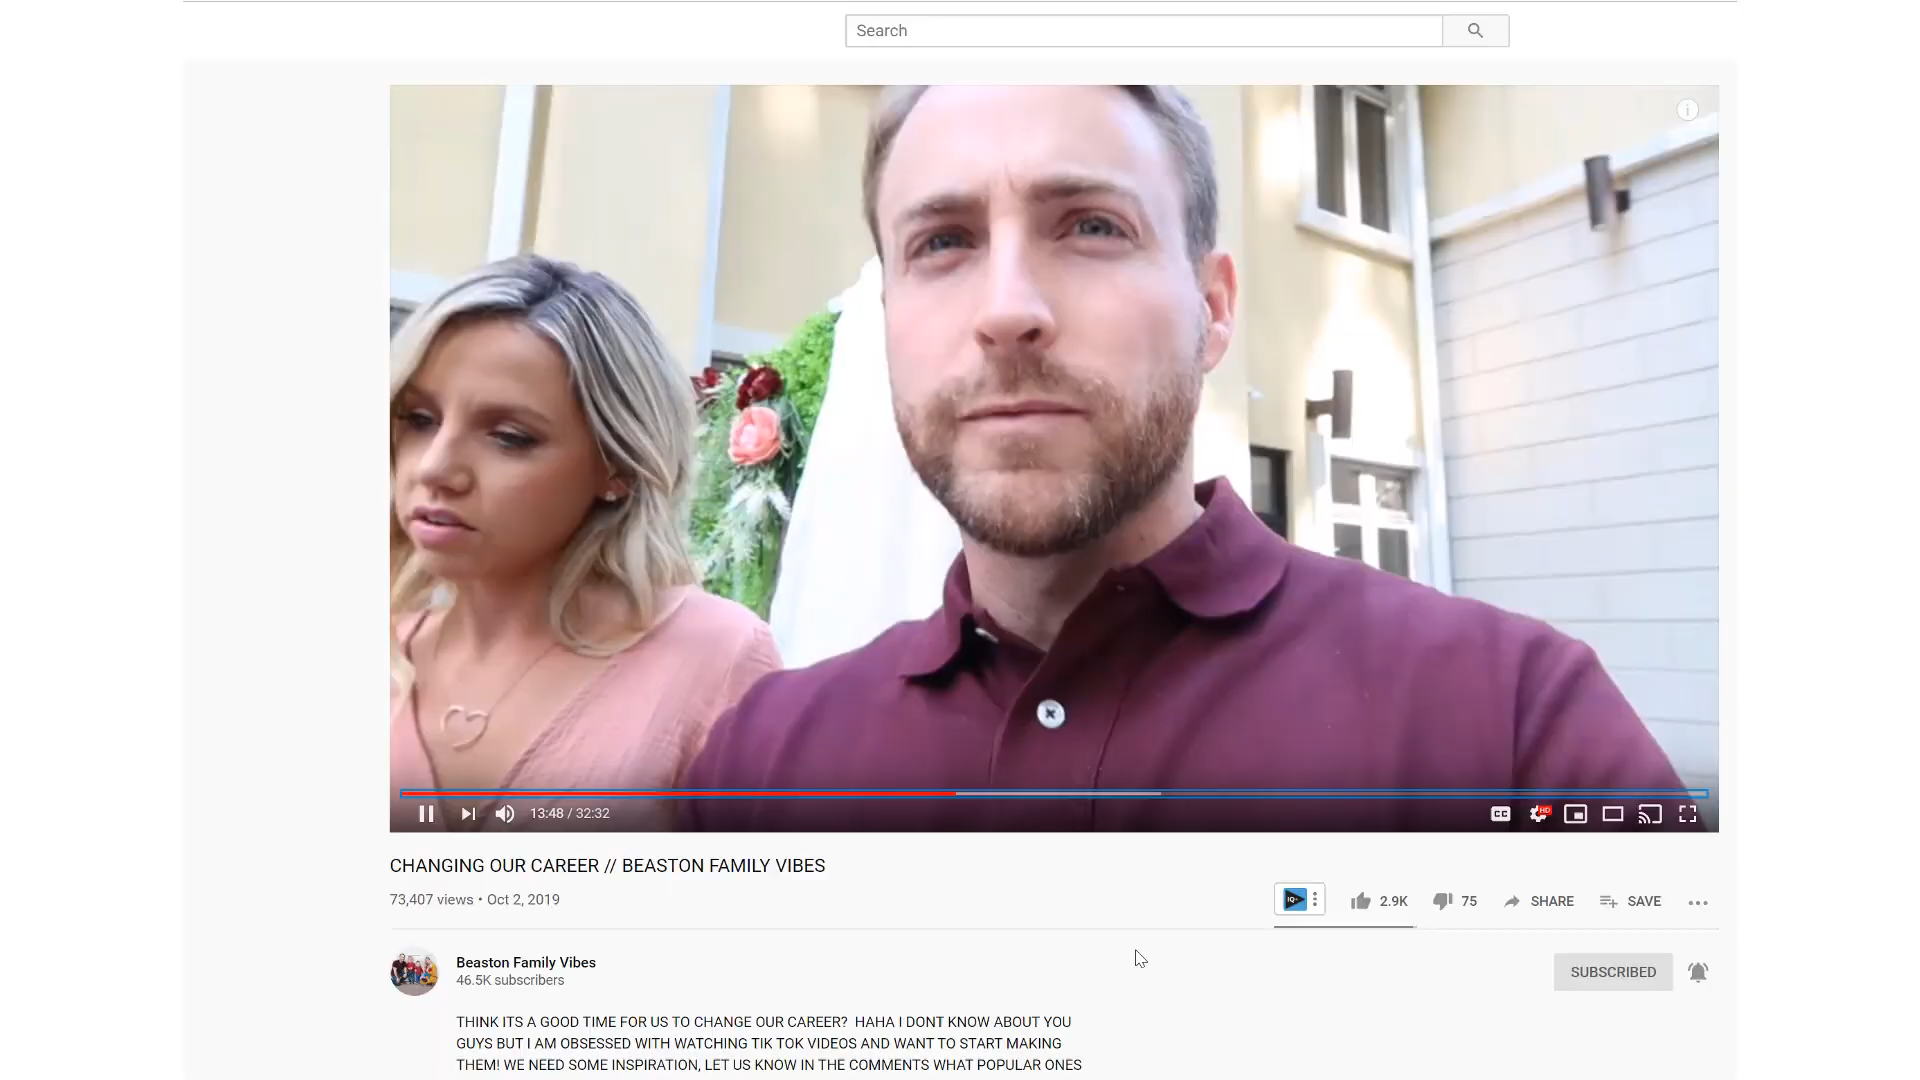 Search
13:48 / 32:32
CC
HD
CHANGING OUR CAREER // BEASTON FAMILY VIBES
73,407 views • Oct 2, 2019
IQ+
2.9K
75
SHARE
SAVE
Beaston Family Vibes
46.5K subscribers
SUBSCRIBED
THINK ITS A GOOD TIME FOR US TO CHANGE OUR CAREER?  HAHA I DONT KNOW ABOUT YOU
GUYS BUT I AM OBSESSED WITH WATCHING TIK TOK VIDEOS AND WANT TO START MAKING
THEM! WE NEED SOME INSPIRATION, LET US KNOW IN THE COMMENTS WHAT POPULAR ONES